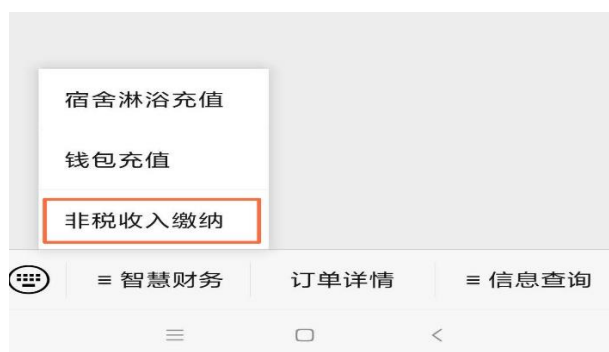 宿舍淋浴充值
钱包充值
非税收入缴纳
≡ 智慧财务 订单详情 ≡ 信息查询